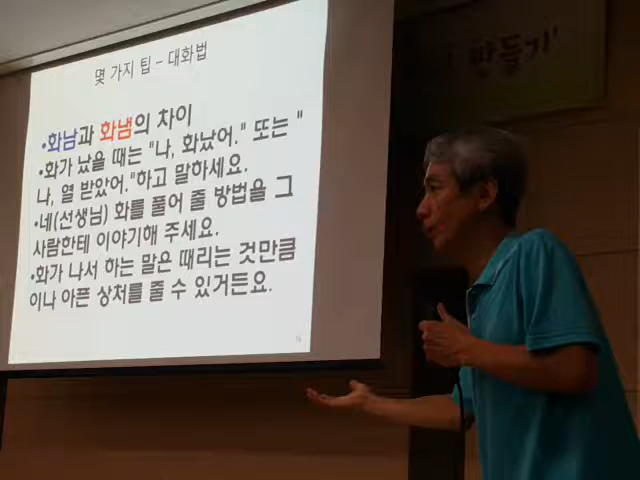 몇 가지 팁 - 대화법
•화남과 화냄의 차이
•화가 났을 때는 "나, 화났어." 또는 "
나, 열 받았어."하고 말하세요.
•네(선생님) 화를 풀어 줄 방법을 그
사람한테 이야기해 주세요.
•화가 나서 하는 말은 때리는 것만큼
이나 아픈 상처를 줄 수 있거든요.
만들기'